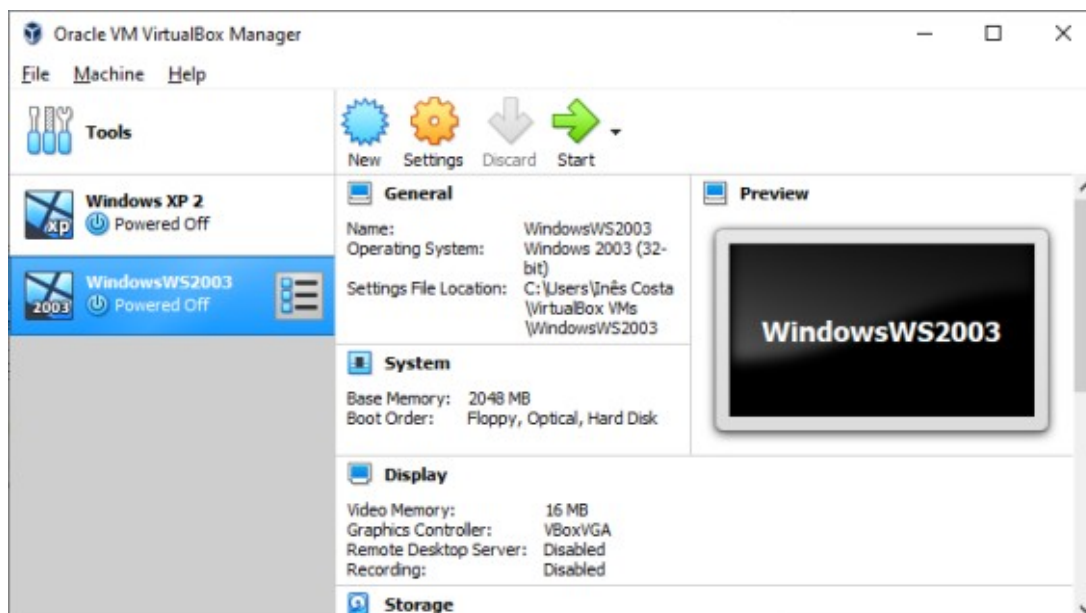 Oracle VM VirtualBox Manager
File Machine Help
Tools
New Settings Discard Start
Windows XP 2
Powered Off
xp
WindowsWS2003
Powered Off
2003
General
Name: WindowsWS2003
Operating System: Windows 2003 (32-
bit)
Settings File Location: C:\Users\Inês Costa
\VirtualBox VMs
\WindowsWS2003
Preview
WindowsWS2003
System
Base Memory: 2048 MB
Boot Order: Floppy, Optical, Hard Disk
Display
Video Memory: 16 MB
Graphics Controller: VBoxVGA
Remote Desktop Server: Disabled
Recording: Disabled
Storage